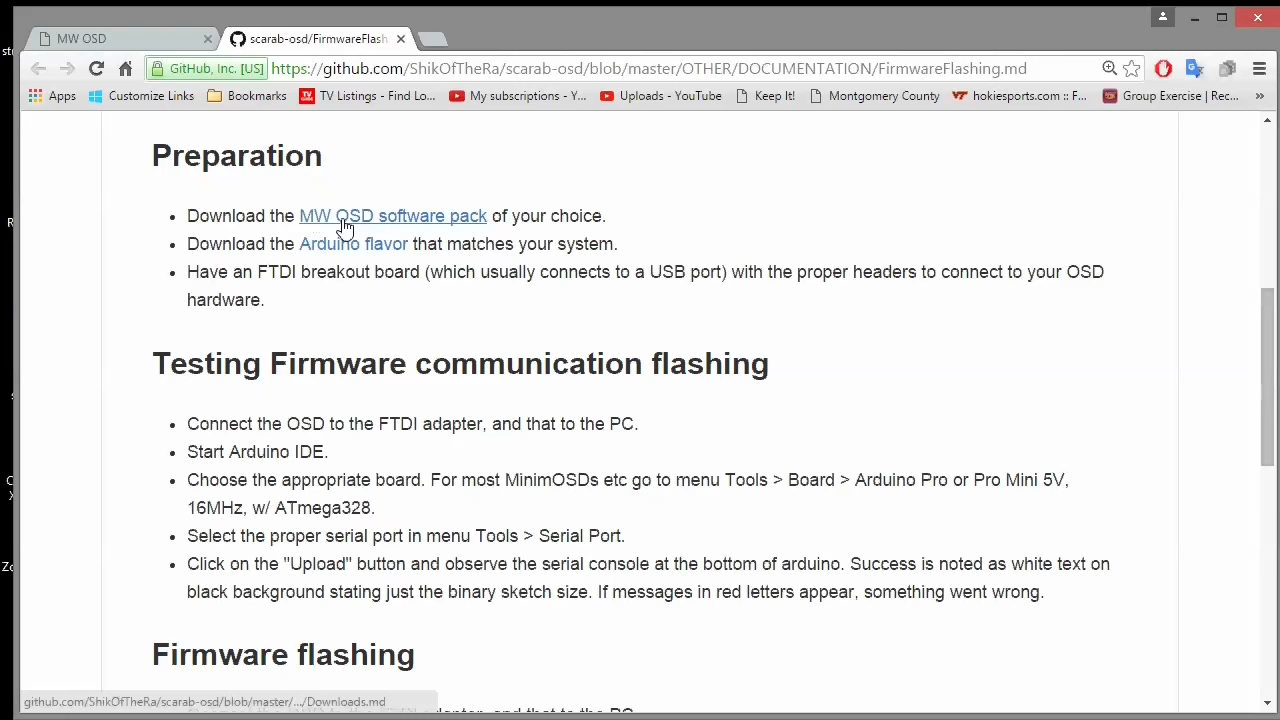 MW OSD
scarab-osd/FirmwareFlash
GitHub, Inc. [US]
https://github.com/ShikOfTheRa/scarab-osd/blob/master/OTHER/DOCUMENTATION/FirmwareFlashing.md
Apps
Customize Links
Bookmarks
TV Listings - Find Lo...
My subscriptions - Y...
Uploads - YouTube
Keep It!
Montgomery County
hokiesports.com :: F...
Group Exercise | Rec...
»
Preparation
• Download the MW OSD software pack of your choice.
• Download the Arduino flavor that matches your system.
• Have an FTDI breakout board (which usually connects to a USB port) with the proper headers to connect to your OSD
hardware.
Testing Firmware communication flashing
• Connect the OSD to the FTDI adapter, and that to the PC.
• Start Arduino IDE.
• Choose the appropriate board. For most MinimOSDs etc go to menu Tools > Board > Arduino Pro or Pro Mini 5V,
16MHz, w/ ATmega328.
• Select the proper serial port in menu Tools > Serial Port.
• Click on the "Upload" button and observe the serial console at the bottom of arduino. Success is noted as white text on
black background stating just the binary sketch size. If messages in red letters appear, something went wrong.
Firmware flashing
github.com/ShikOfTheRa/scarab-osd/blob/master/.../Downloads.md